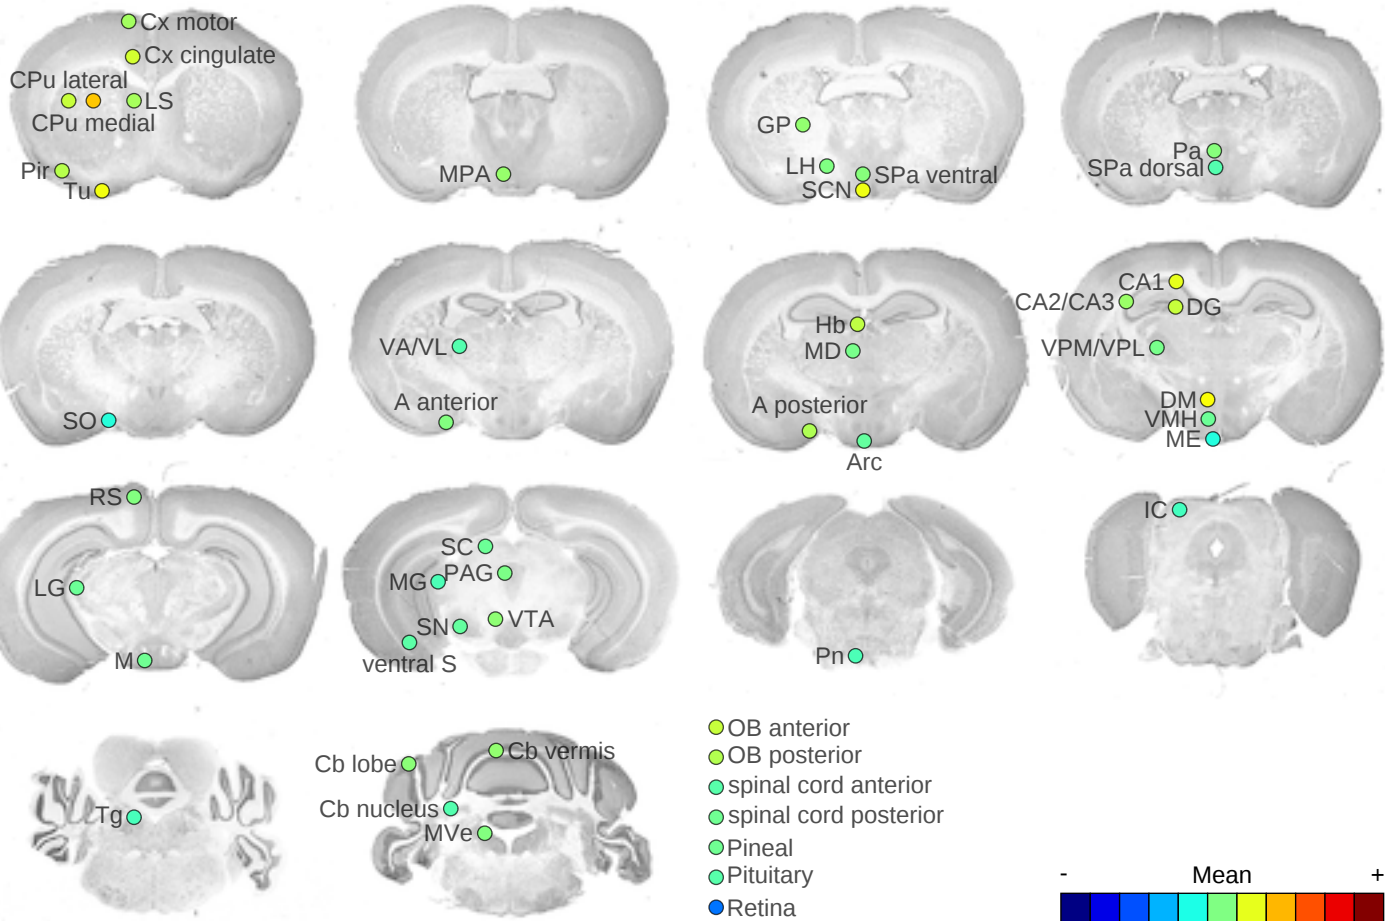 Cx motor
Cx cingulate
CPu lateral
LS
CPu medial
Pir
Tu
MPA
GP
LH
SPa ventral
SCN
Pa
SPa dorsal
SO
VA/VL
A anterior
Hb
MD
A posterior
Arc
CA1
CA2/CA3
DG
VPM/VPL
DM
VMH
ME
RS
LG
M
SC
PAG
MG
VTA
SN
ventral S
Pn
IC
Tg
Cb vermis
Cb lobe
Cb nucleus
MVe
OB anterior
OB posterior
spinal cord anterior
spinal cord posterior
Pineal
Pituitary
Retina
- Mean +